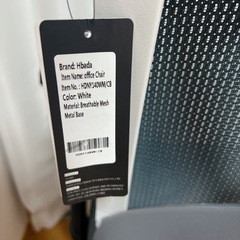 Brand: Hbada
Item Name: office Chair
Item No. : HDNY140WM/CB
Color: White
Material: Breathable Mesh
Metal Base